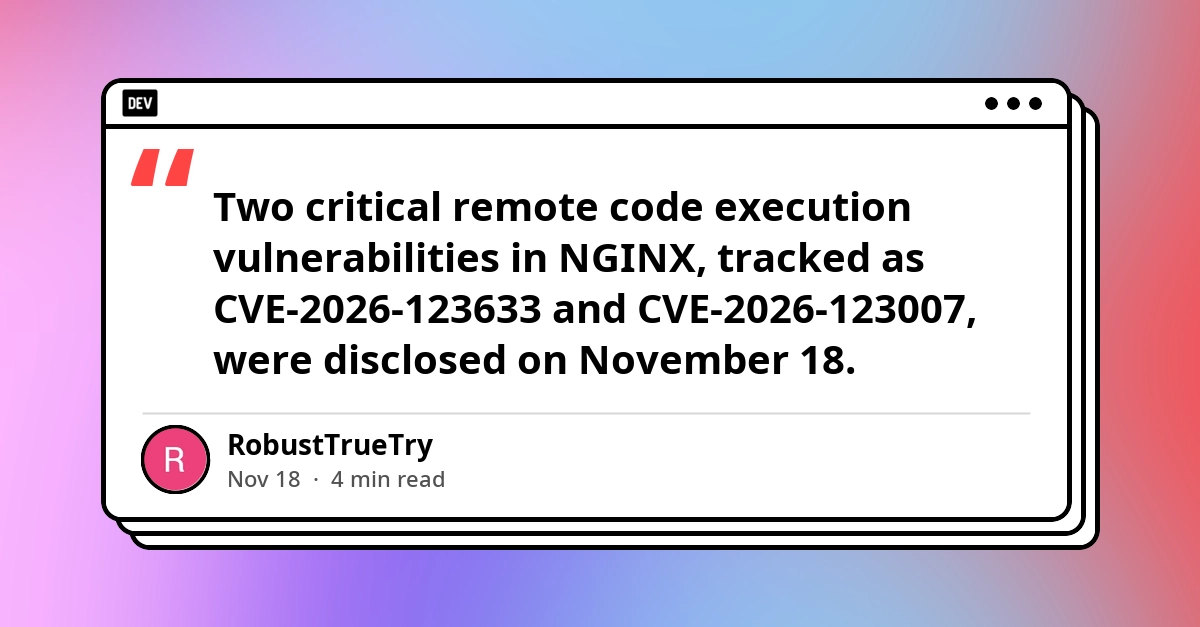 DEV
Two critical remote code execution
vulnerabilities in NGINX, tracked as
CVE-2026-123633 and CVE-2026-123007,
were disclosed on November 18.
R
RobustTrueTry
Nov 18 · 4 min read